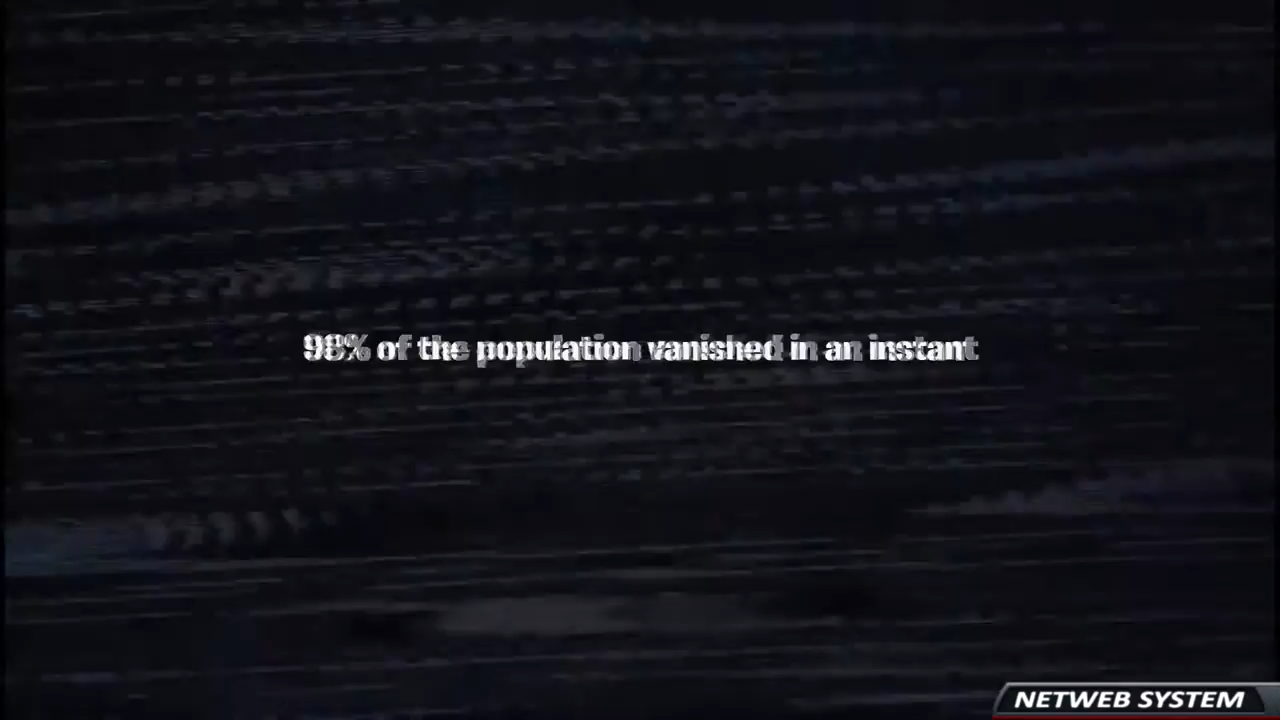 98% of the population vanished in an instant
NETWEB SYSTEM